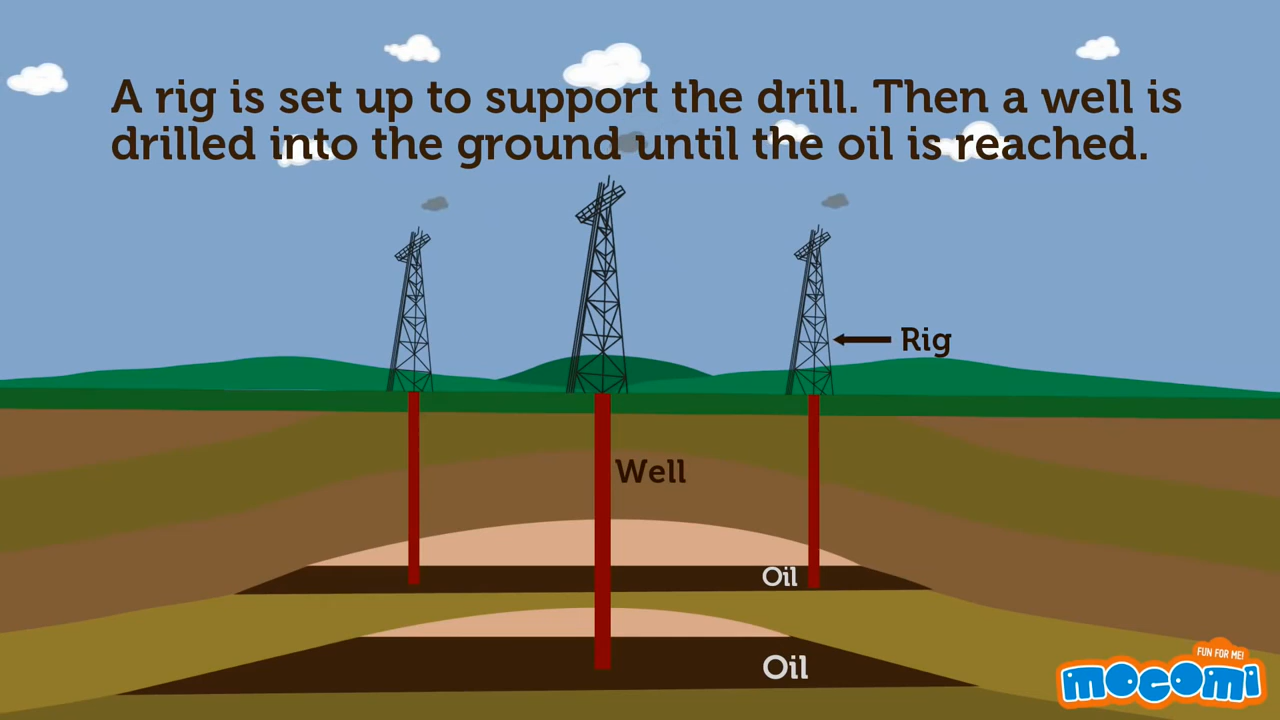 A rig is set up to support the drill. Then a well is
drilled into the ground until the oil is reached.
Rig
Well
Oil
Oil
FUN FOR ME!
mocomi